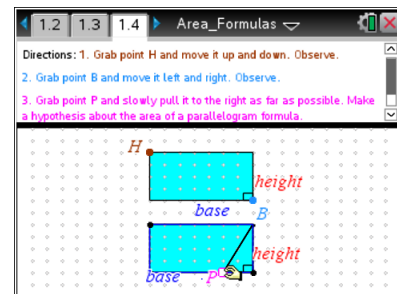 1.2 1.3 1.4 Area_Formulas
Directions: 1. Grab point H and move it up and down. Observe.
2. Grab point B and move it left and right. Observe.
3. Grab point P and slowly pull it to the right as far as possible. Make
a hypothesis about the area of a parallelogram formula.
H
height
base B
height
base P